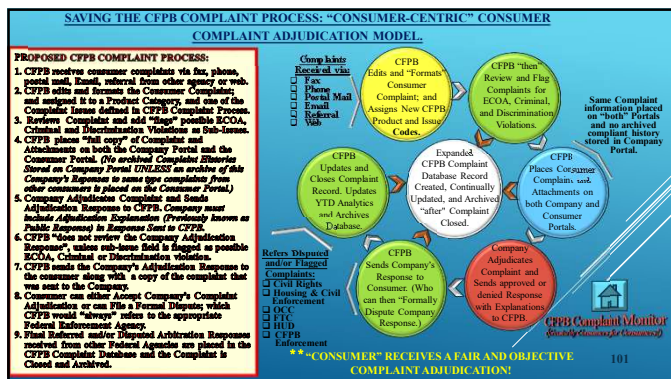 SAVING THE CFPB COMPLAINT PROCESS: “CONSUMER-CENTRIC” CONSUMER
COMPLAINT ADJUDICATION MODEL.
PROPOSED CFPB COMPLAINT PROCESS:
1. CFPB receives consumer complaints via fax, phone,
postal mail, Email, referral from other agency or web.
2. CFPB edits and formats the Consumer Complaint;
and assigned it to a Product Category, and one of the
Complaint Issues defined in CFPB Complaint Process.
3. Reviews Complaint and add “flags” possible ECOA,
Criminal and Discrimination Violations as Sub-Issues.
4. CFPB places “full copy” of Complaint and
Attachments on both the Company Portal and the
Consumer Portal. (No archived Complaint Histories
Stored on Company Portal UNLESS an archive of this
Company's Reponses to same type complaints from
other consumers is placed on the Consumer Portal.)
5. Company Adjudicates Complaint and Sends
Adjudication Response to CFPB. Company must
include Adjudication Explanation (Previously known as
Public Response) in Response Sent to CFPB.
6. CFPB “does not review the Company Adjudication
Response”, unless sub-issue field is flagged as possible
ECOA, Criminal or Discrimination violation.
7. CFPB sends the Company's Adjudication Response to
the consumer along with a copy of the complaint that
was sent to the Company.
8. Consumer can either Accept Company's Complaint
Adjudication or can File a Formal Dispute; which
CFPB would “always” refers to the appropriate
Federal Enforcement Agency.
9. Final Referred and/or Disputed Arbitration Responses
received from other Federal Agencies are placed in the
CFPB Complaint Database and the Complaint is
Closed and Archived.
Complaints
Received via:
Fax
Phone
Postal Mail
Email
Referral
Web
CFPB
Edits and “Formats”
Consumer
Complaint; and
Assigns New CFPB
Product and Issue
Codes.
CFPB “then”
Review and Flag
Complaints for
ECOA, Criminal,
and Discrimination
Violations.
Same Complaint
information placed
on “both” Portals
and no archived
compliant history
stored in Company
Portal.
CFPB
Updates and
Closes Complaint
Record. Updates
YTD Analytics
and Archives
Database.
Expanded
CFPB Complaint
Database Record
Created, Continually
Updated, and Archived
“after” Complaint
Closed.
CFPB
Places Consumer
Complaint and
Attachments on
both Company and
Consumer
Portals.
Refers Disputed
and/or Flagged
Complaints:
Civil Rights
Housing & Civil
Enforcement
OCC
FTC
HUD
CFPB
Enforcement
CFPB
Sends Company's
Response to
Consumer. (Who
can then “Formally
Dispute Company
Response.)
Company
Adjudicates
Complaint and
Sends approved or
denied Response
with Explanations
to CFPB.
CFPB Complaint Monitor
**“CONSUMER” RECEIVES A FAIR AND OBJECTIVE
COMPLAINT ADJUDICATION!
101